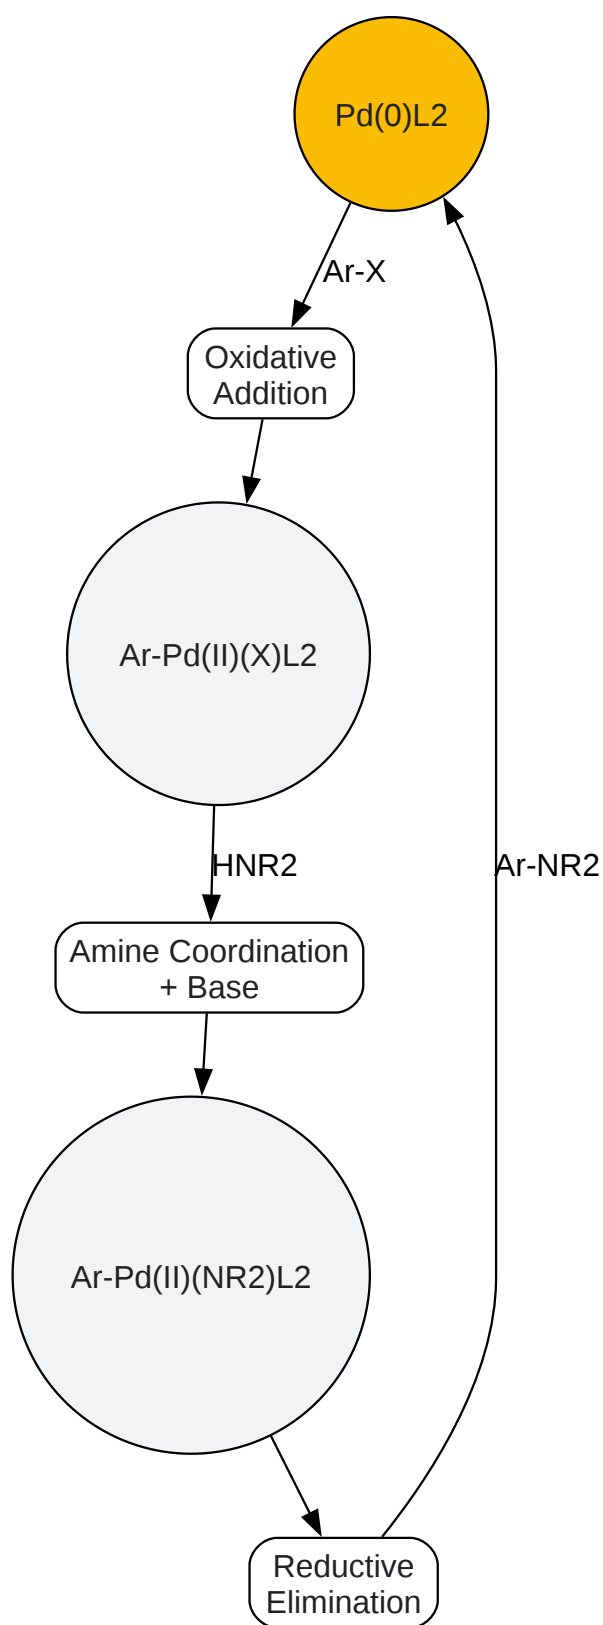 Pd(0)L2
Ar-X
Oxidative
Addition
Ar-Pd(II)(X)L2
HNR2
Ar-NR2
Amine Coordination
+ Base
Ar-Pd(II)(NR2)L2
Reductive
Elimination